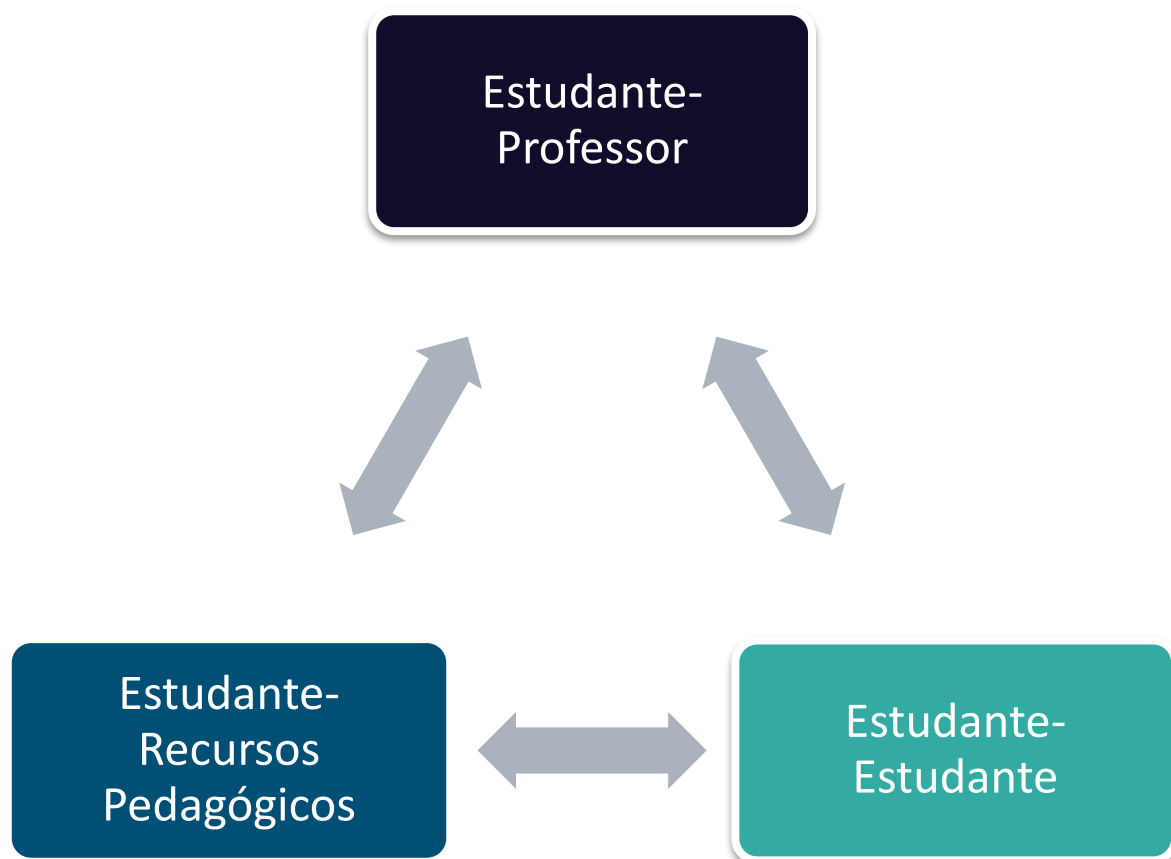 Estudante-
Professor
Estudante-
Recursos
Pedagógicos
Estudante-
Estudante